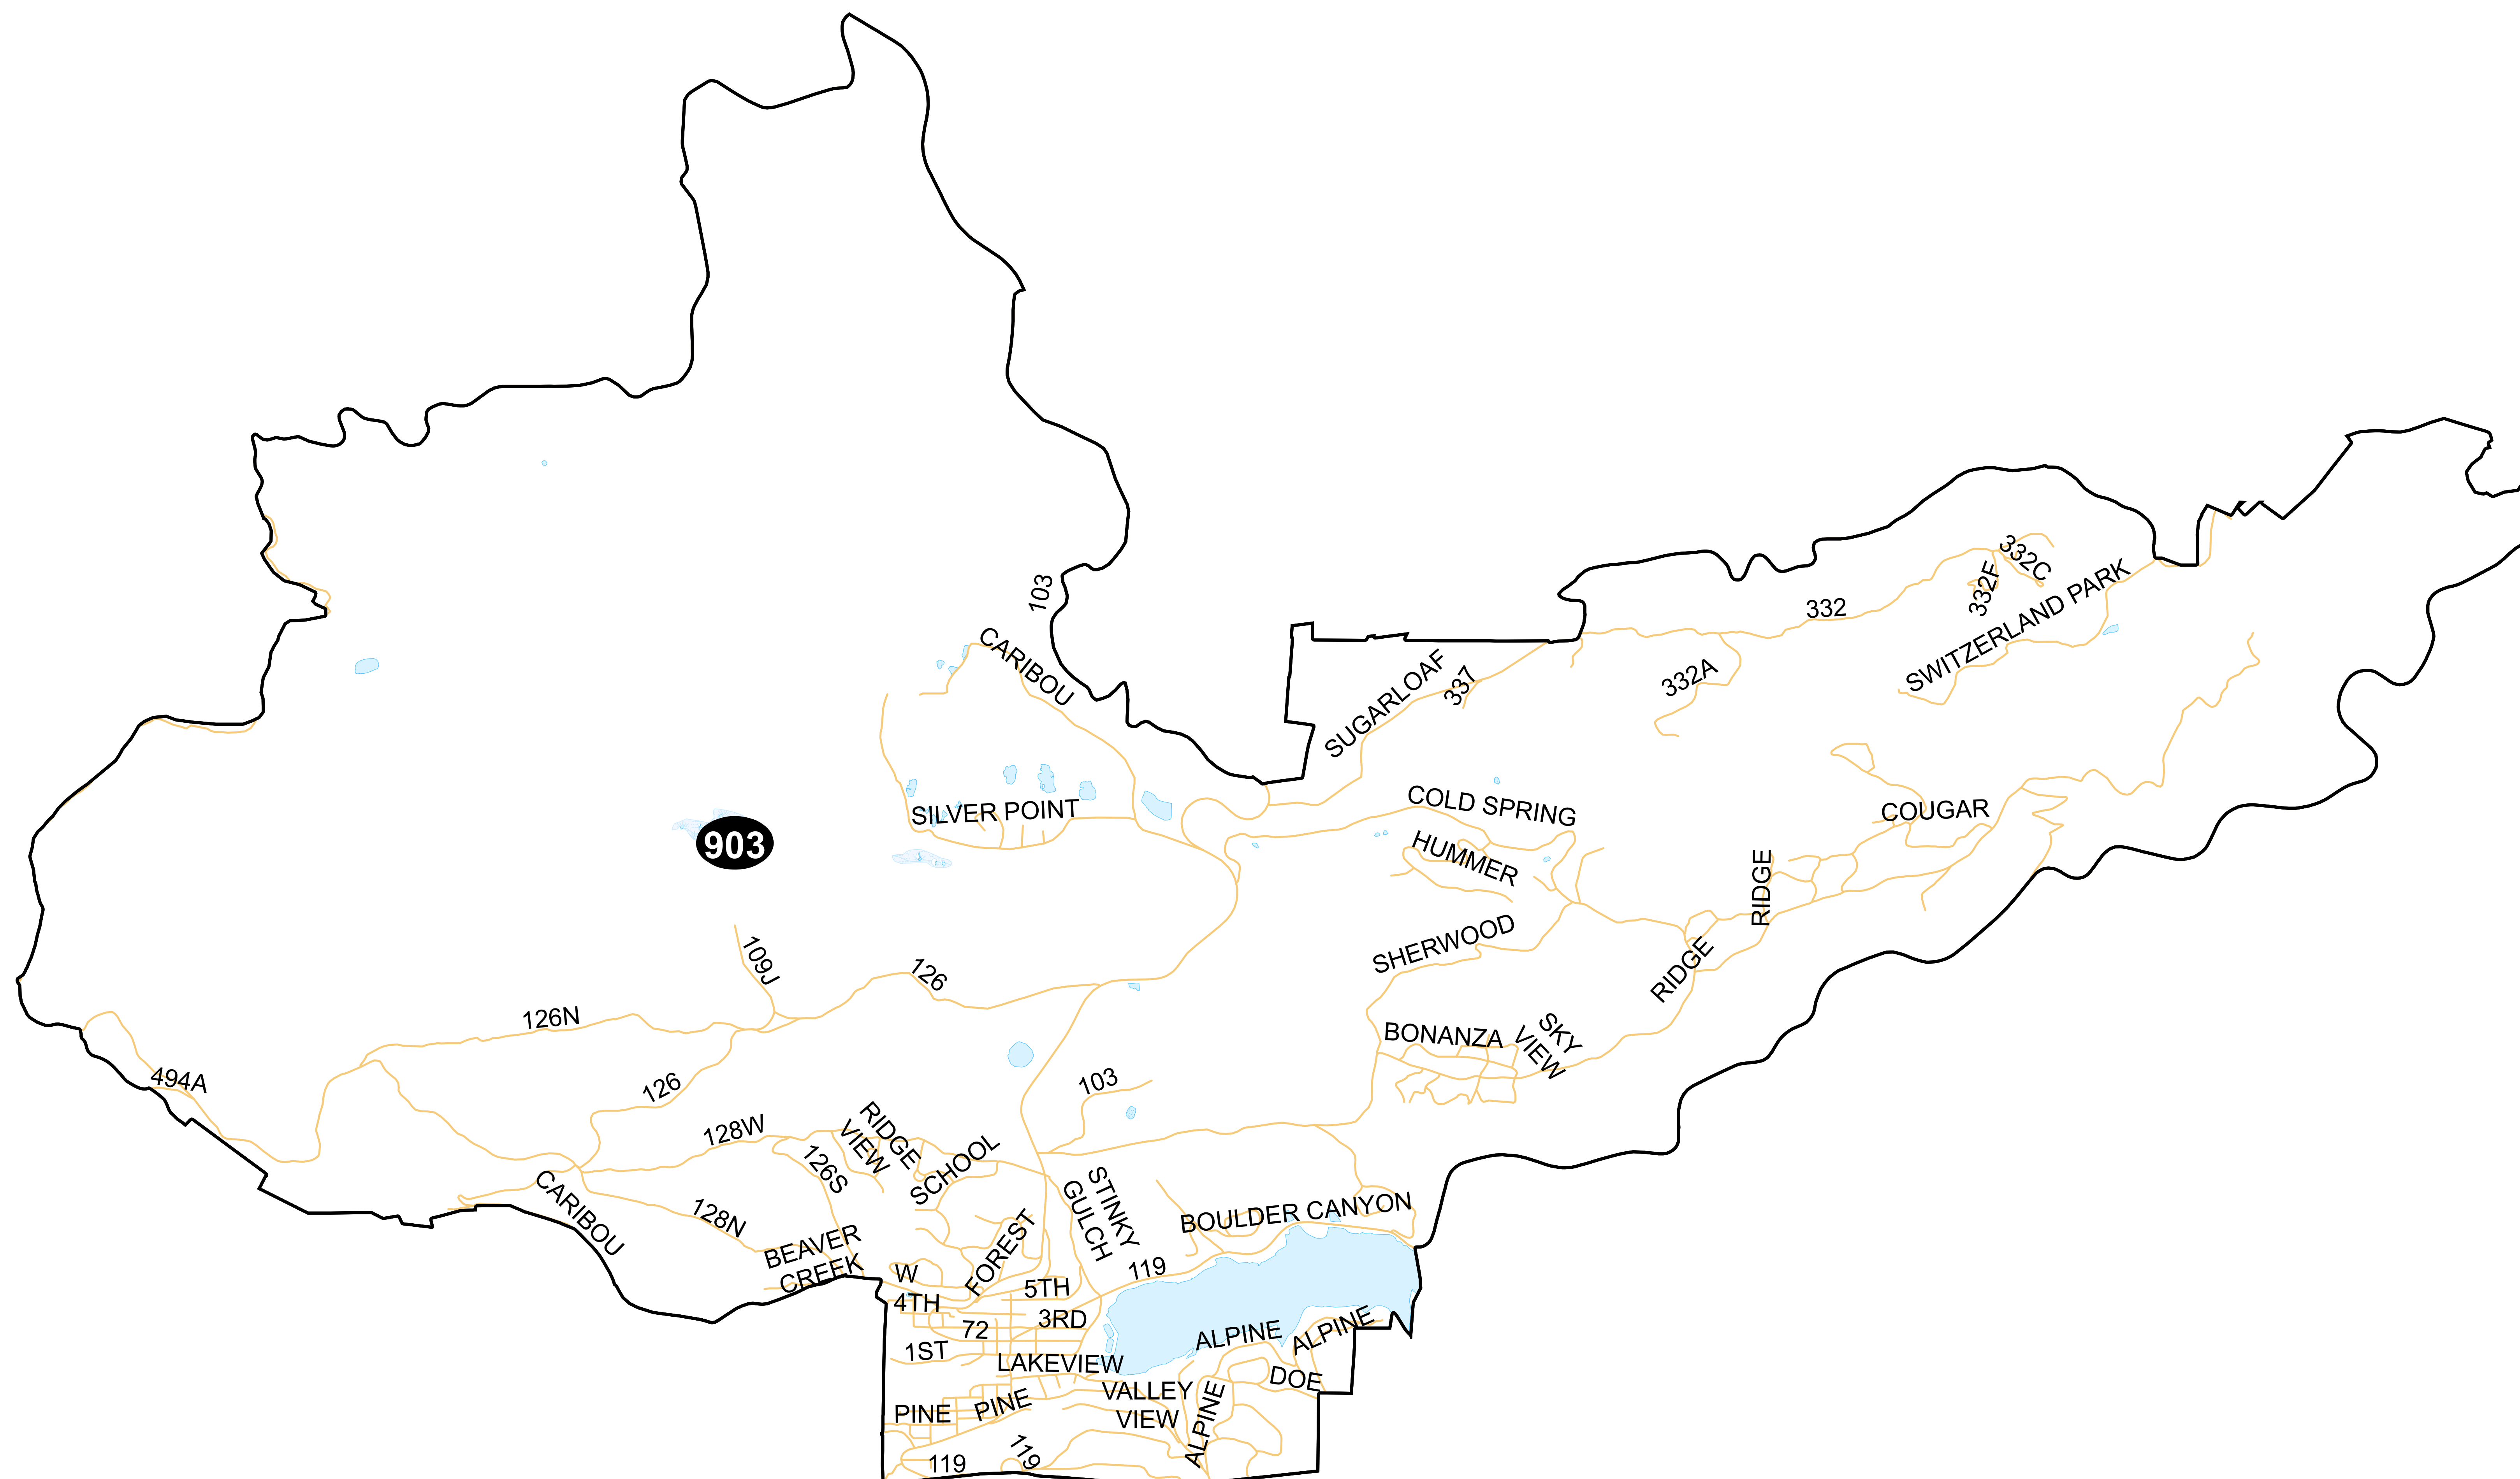 332C
332F
103
332
SWITZERLAND PARK
CARIBOU
SUGARLOAF
337
332A
SILVER POINT
COLD SPRING
COUGAR
903
HUMMER
RIDGE
SHERWOOD
109J
126
RIDGE
126N
BONANZA
SKY
VIEW
494A
126
103
128W
RIDGE
VIEW
126S
SCHOOL
CARIBOU
128N
STINKY
GULCH
BOULDER CANYON
BEAVER
CREEK
FOREST
W
4TH
119
5TH
3RD
72
1ST
ALPINE
ALPINE
LAKEVIEW
DOE
VALLEY
VIEW
PINE
PINE
ALPINE
119
119